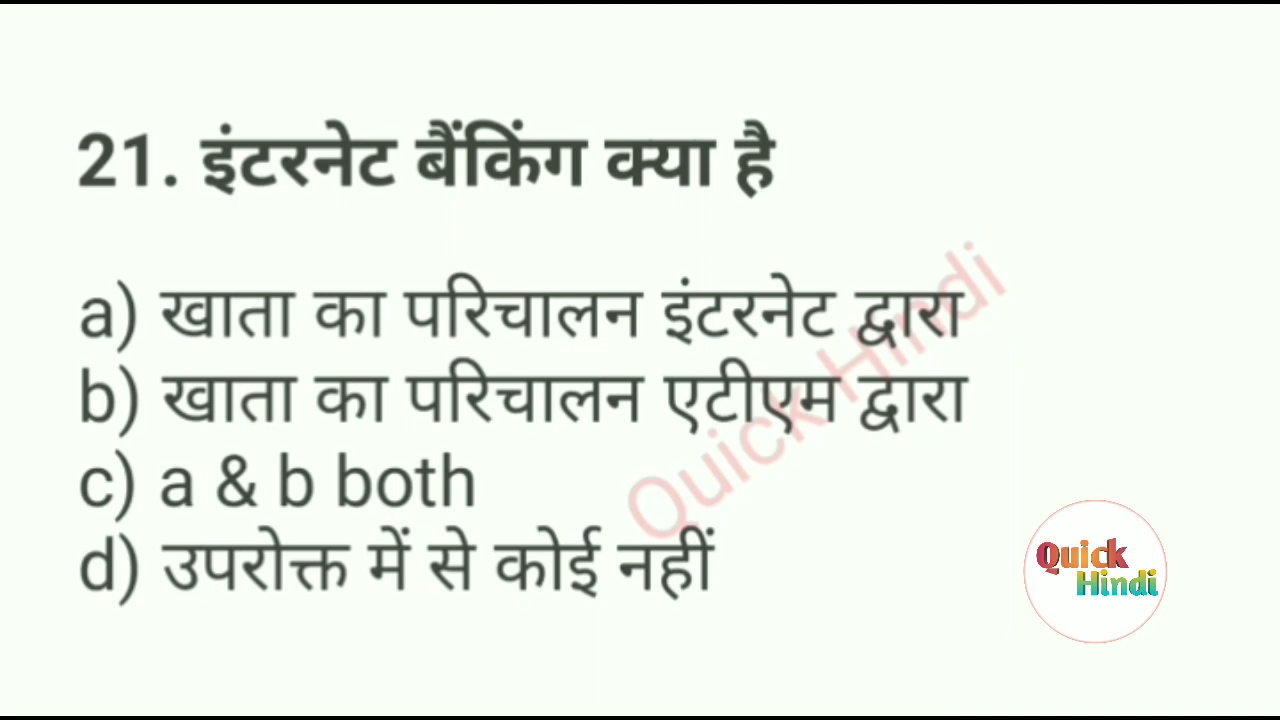 21. इंटरनेट बैंकिंग क्या है
a) खाता का परिचालन इंटरनेट द्वारा
b) खाता का परिचालन एटीएम द्वारा
c) a & b both
d) उपरोक्त में से कोई नहीं
Quick Hindi
Quick
Hindi